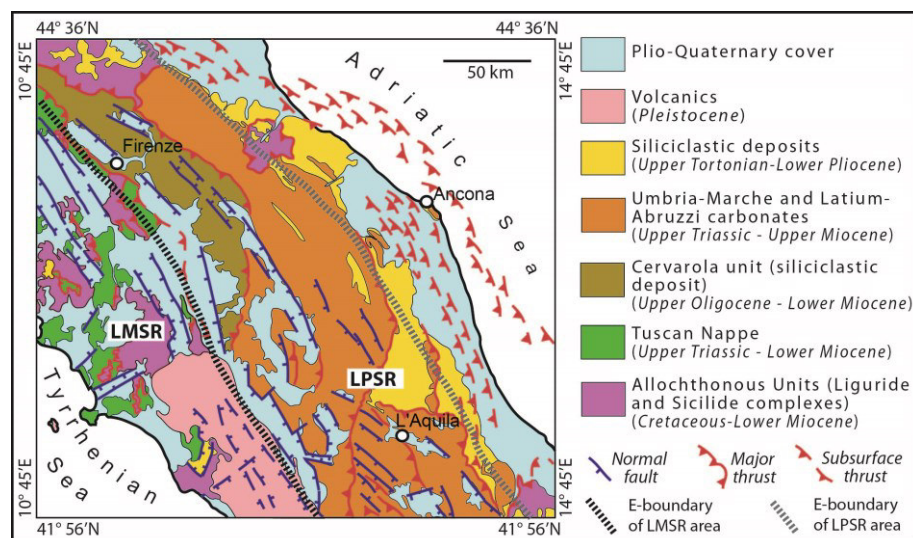 44° 36'N
44° 36'N
10° 45'E
14° 45'E
Adriatic Sea
50 km
Firenze
Ancona
LMSR
LPSR
L'Aquila
Tyrrhenian
Sea
10° 45'E
14° 45'E
41° 56'N
41° 56'N
Plio-Quaternary cover
Volcanics
(Pleistocene)
Siliciclastic deposits
(Upper Tortonian-Lower Pliocene)
Umbria-Marche and Latium-
Abruzzi carbonates
(Upper Triassic - Upper Miocene)
Cervarola unit (siliciclastic
deposit)
(Upper Oligocene - Lower Miocene)
Tuscan Nappe
(Upper Triassic - Lower Miocene)
Allochthonous Units (Liguride
and Sicilide complexes)
(Cretaceous-Lower Miocene)
Normal
fault
Major
thrust
Subsurface
thrust
E-boundary
of LMSR area
E-boundary
of LPSR area